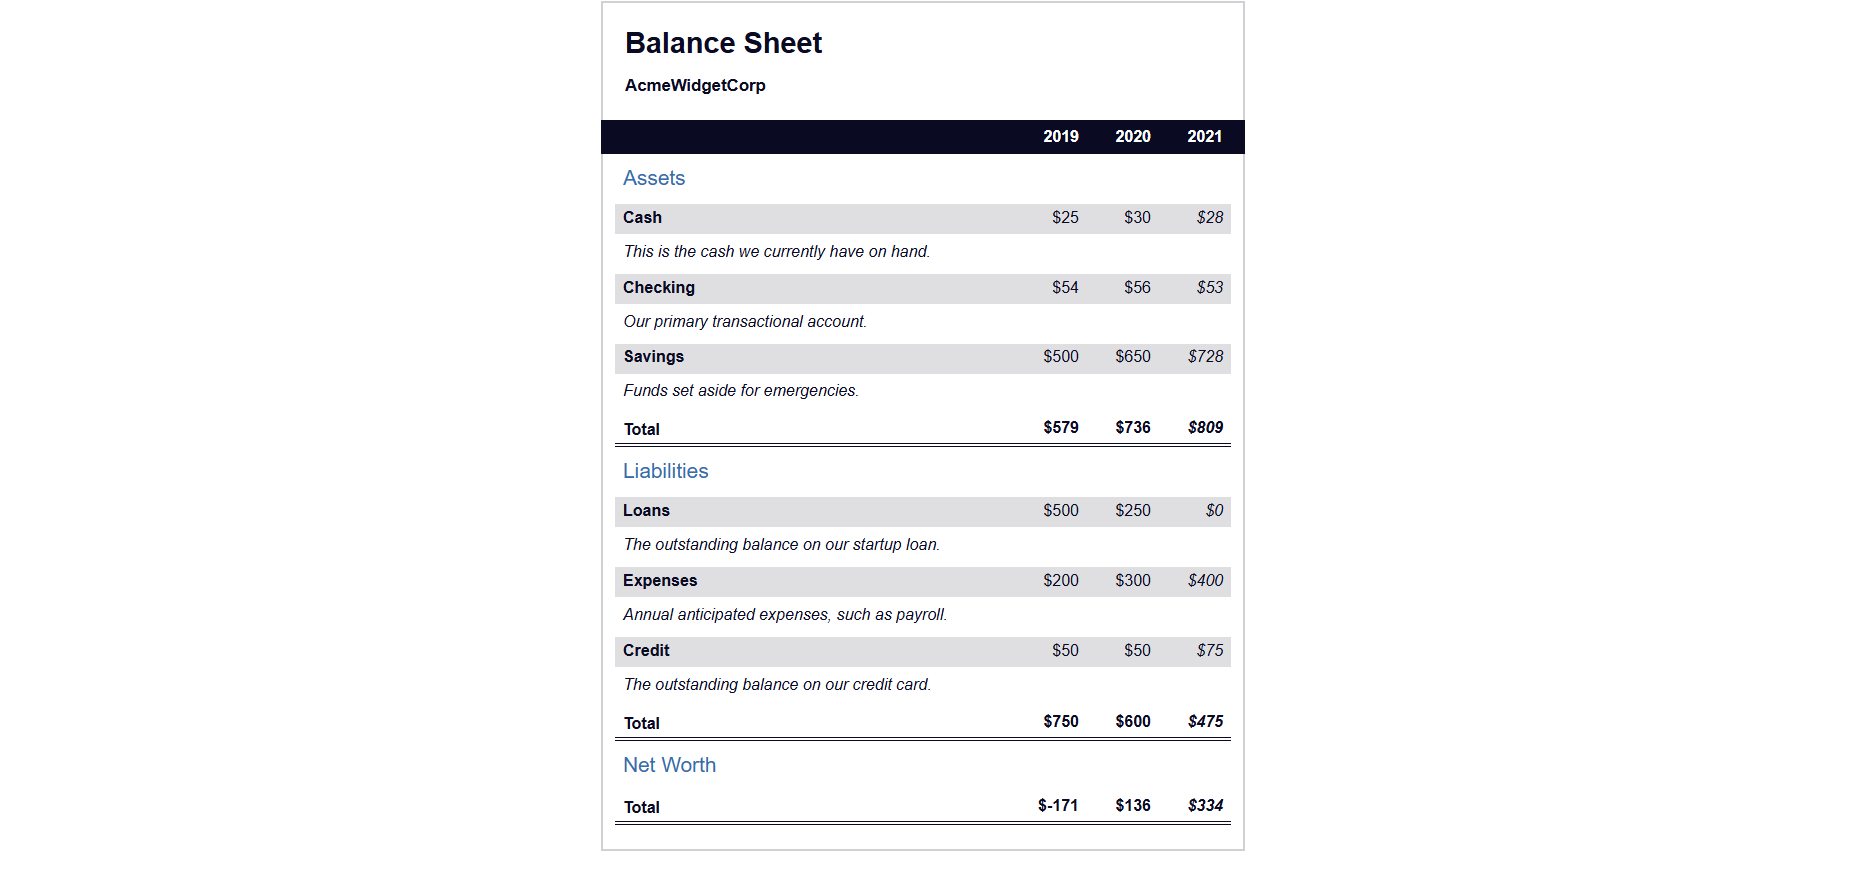 Balance Sheet
AcmeWidgetCorp
2019 2020 2021
Assets
Cash $25 $30 $28
This is the cash we currently have on hand.
Checking $54 $56 $53
Our primary transactional account.
Savings $500 $650 $728
Funds set aside for emergencies.
Total $579 $736 $809
Liabilities
Loans $500 $250 $0
The outstanding balance on our startup loan.
Expenses $200 $300 $400
Annual anticipated expenses, such as payroll.
Credit $50 $50 $75
The outstanding balance on our credit card.
Total $750 $600 $475
Net Worth
Total $-171 $136 $334